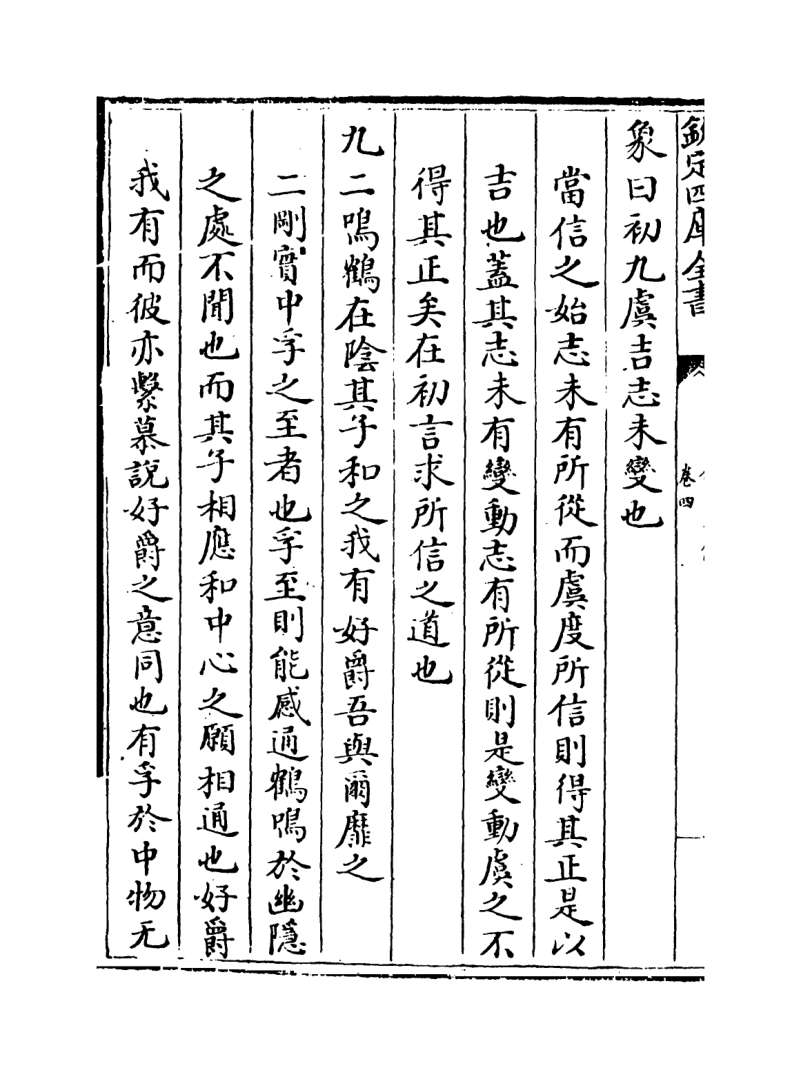 欽定四庫全書
卷四
象曰初九虞吉志未變也
當信之始志未有所從而虞度所信則得其正是以
吉也蓋其志未有變動志有所從則是變動虞之不
得其正矣在初言求所信之道也
九二鳴鶴在陰其子和之我有好爵吾與爾靡之
二剛實中孚之至者也孚至則能感通鶴鳴於幽隱
之處不聞也而其子相應和中心之願相通也好爵
我有而彼亦繫慕說好爵之意同也有孚於中物无